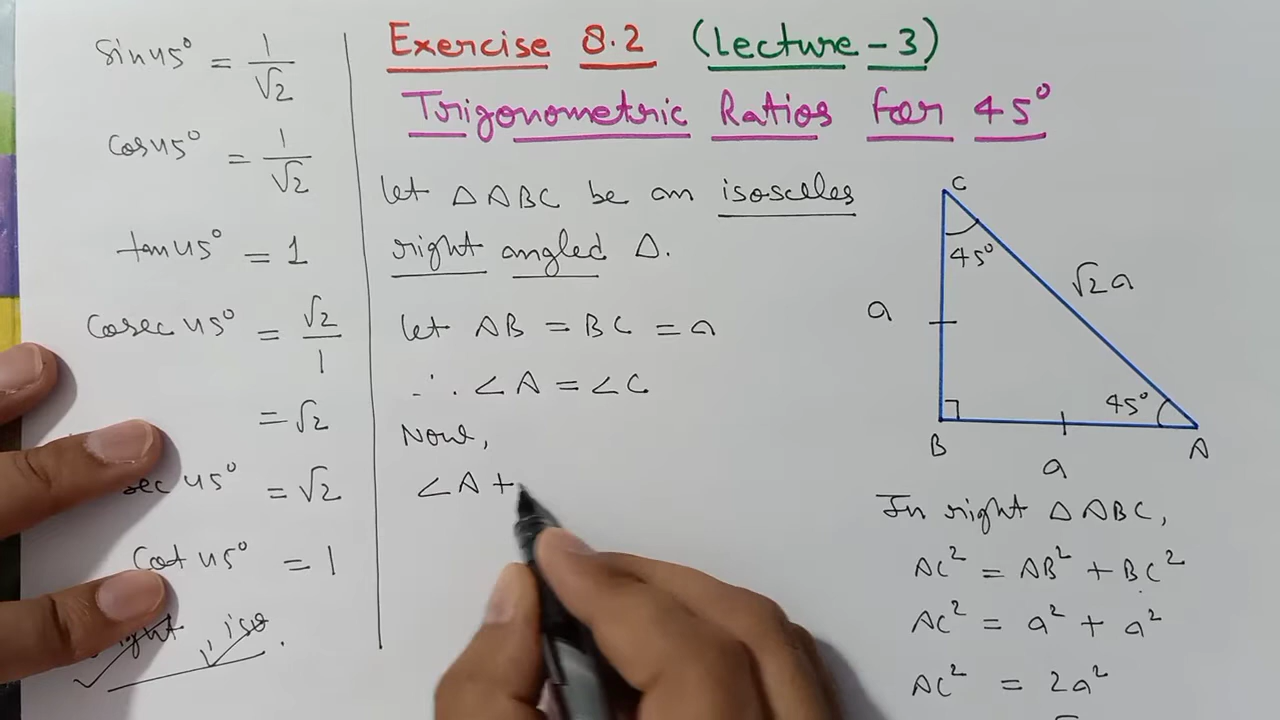 Exercise 8.2 (Lecture-3)
Trigonometric Ratios for 45°
sin45° = 1/√2
cos45° = 1/√2
tan45° = 1
Cosec45° = √2/1
= √2
sec45° = √2
Cot45° = 1
iso.
let △ABC be an isosceles
right angled △.
let AB = BC = a
∴ ∠A = ∠C
Now,
∠A +
C
45°
√2a
a
45°
B
A
a
In right △ABC,
AC² = AB² + BC²
AC² = a² + a²
AC² = 2a²